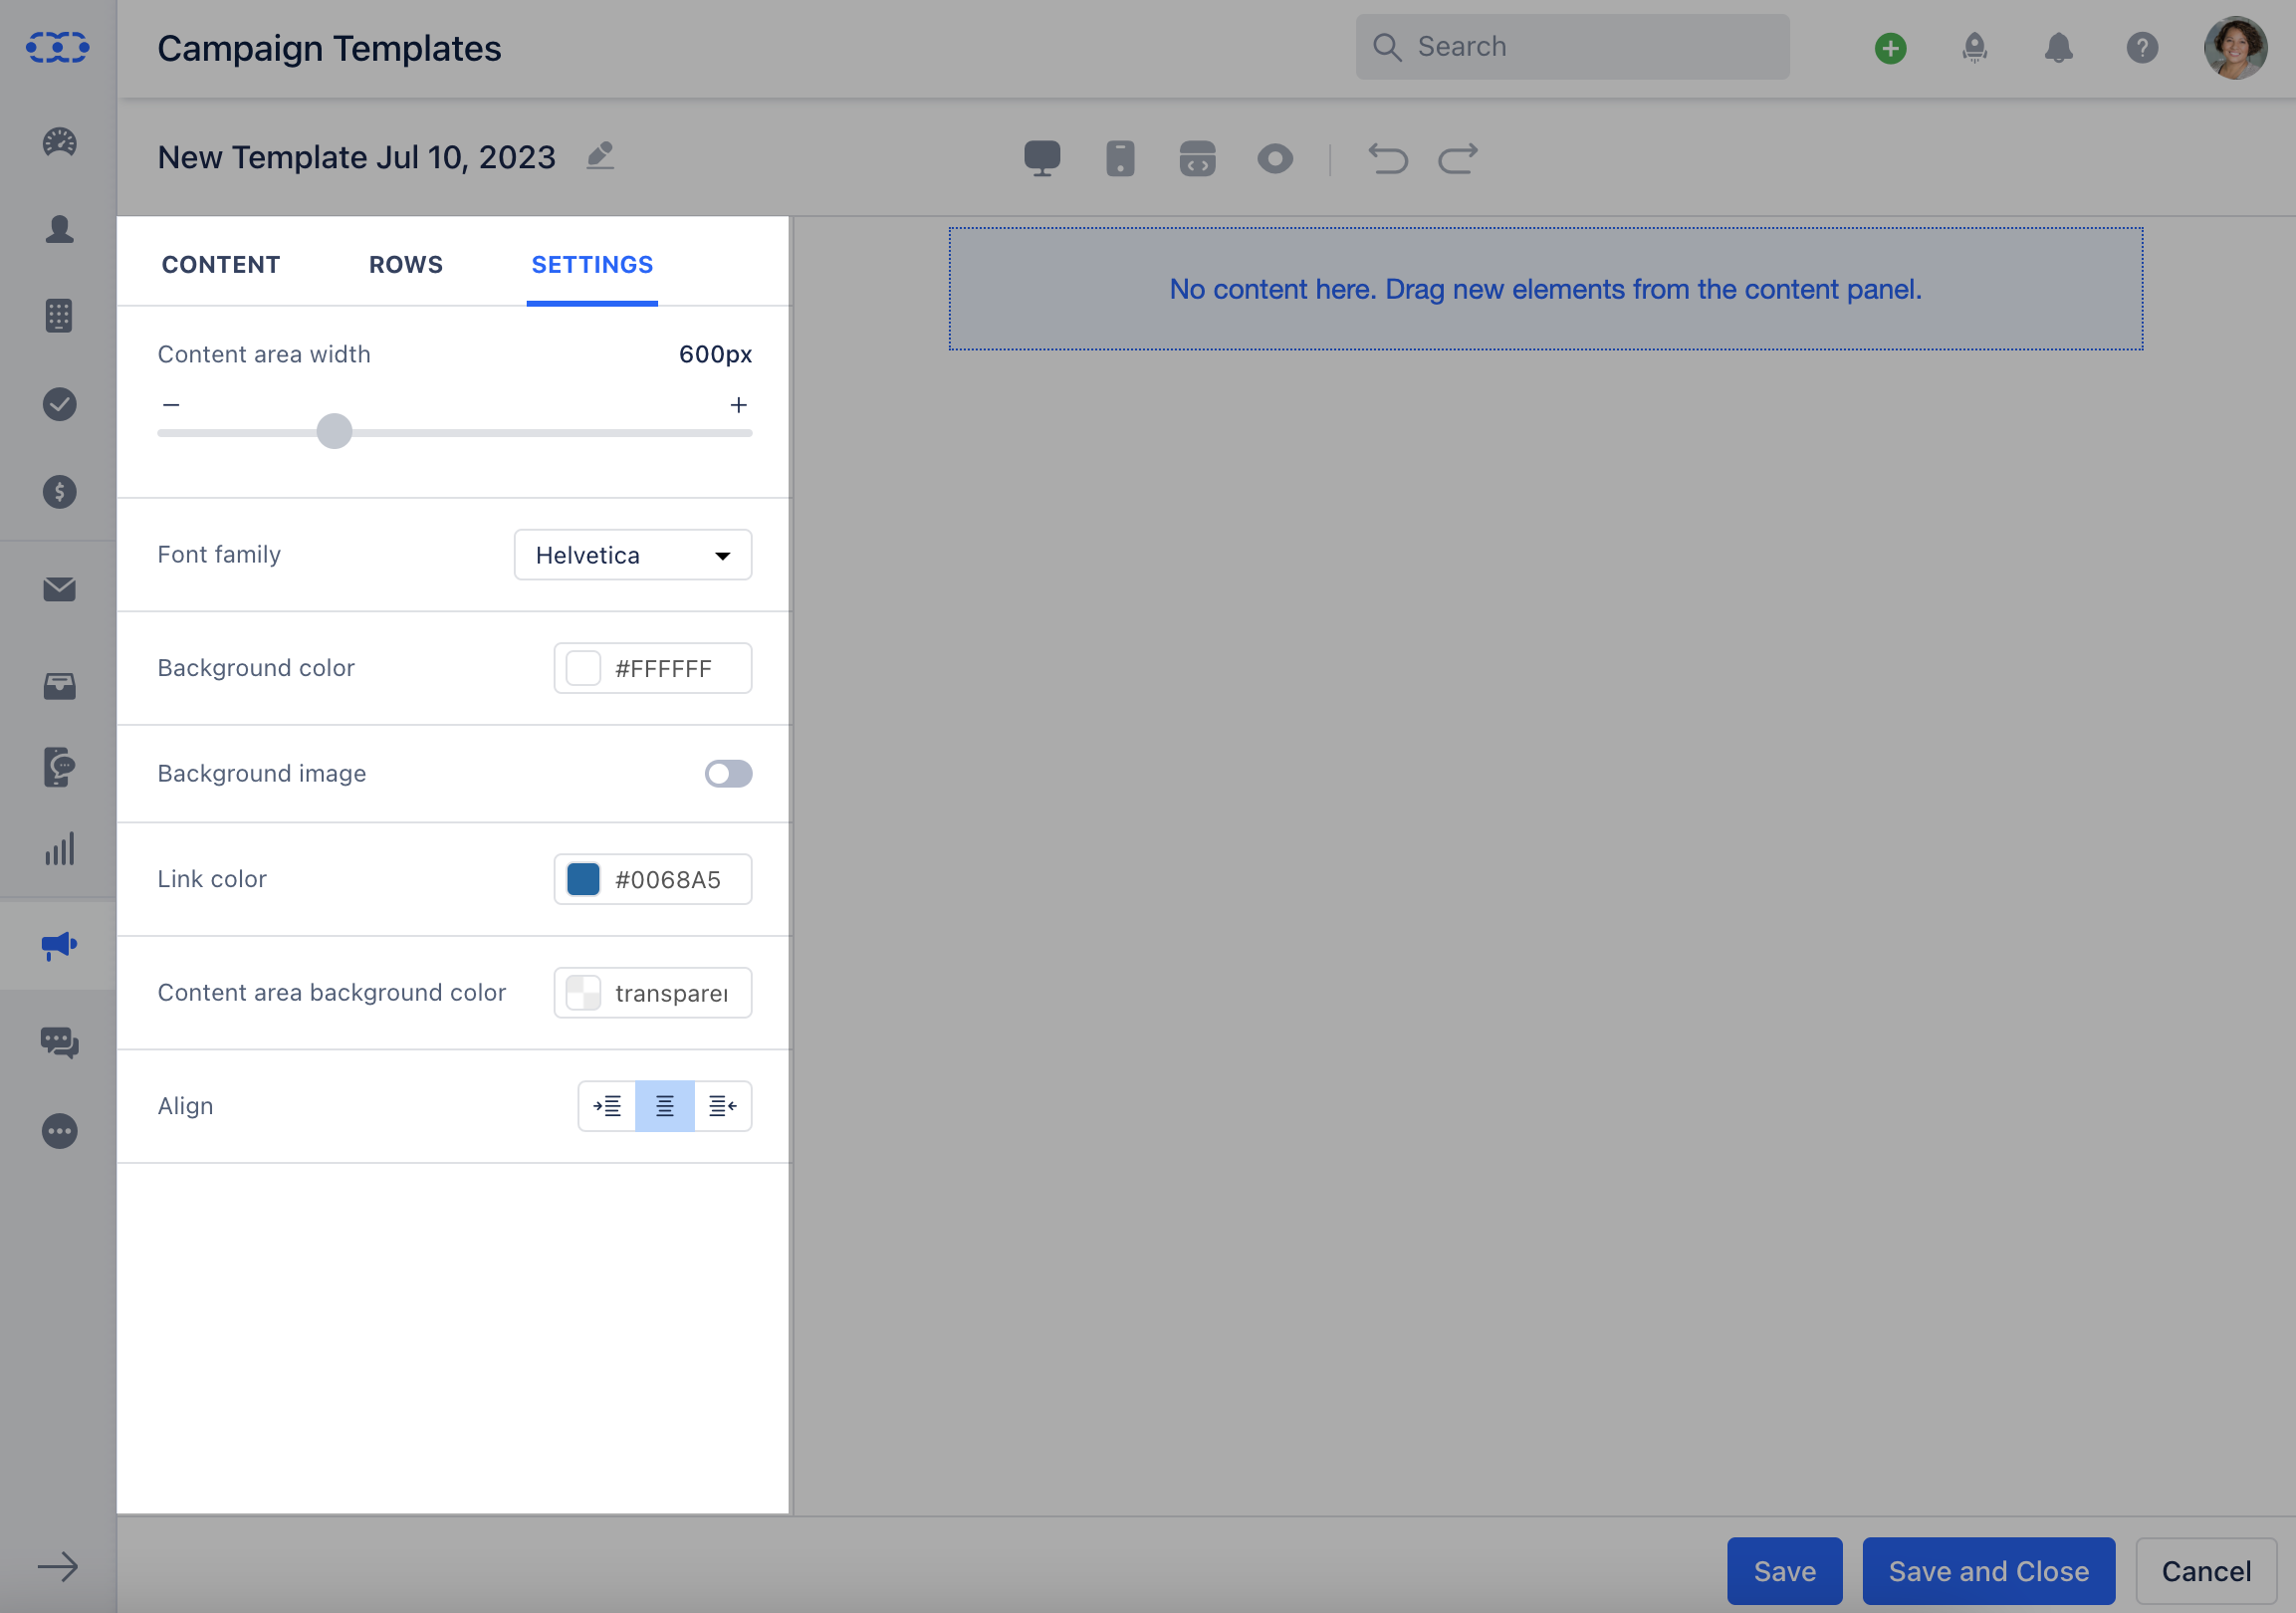 Campaign Templates
Search
New Template Jul 10, 2023
CONTENT ROWS SETTINGS
No content here. Drag new elements from the content panel.
Content area width 600px
Font family Helvetica
Background color #FFFFFF
Background image
Link color #0068A5
Content area background color transparer
Align
Save Save and Close Cancel